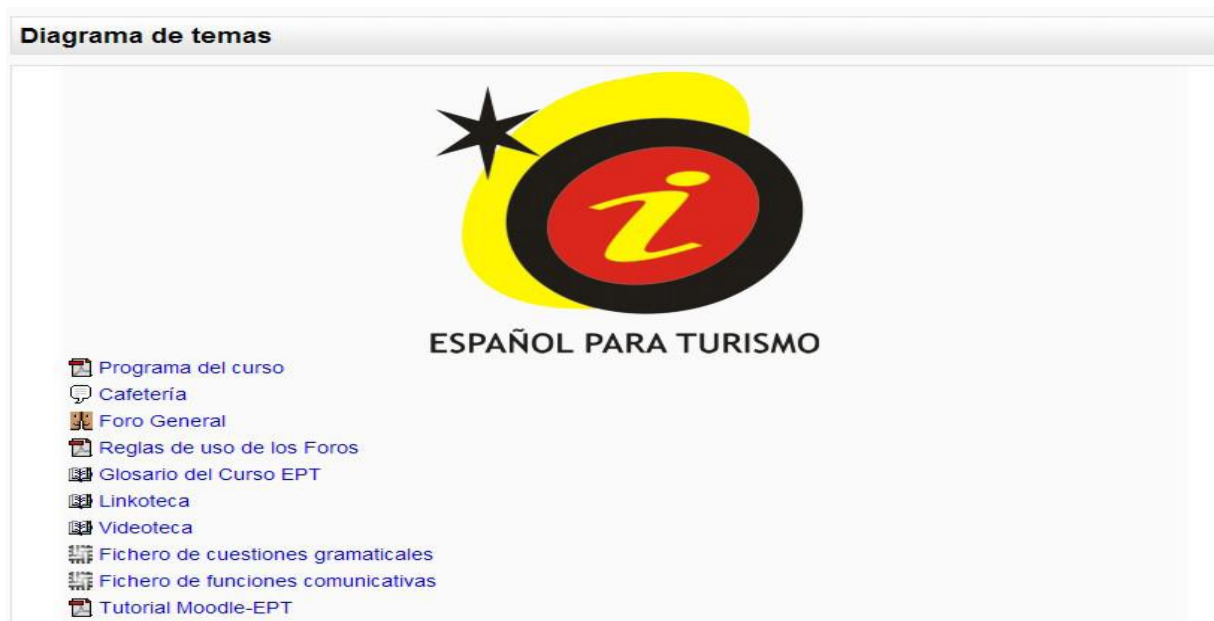 Diagrama de temas
i
ESPAÑOL PARA TURISMO
Programa del curso
Cafetería
Foro General
Reglas de uso de los Foros
Glosario del Curso EPT
Linkoteca
Videoteca
Fichero de cuestiones gramaticales
Fichero de funciones comunicativas
Tutorial Moodle-EPT